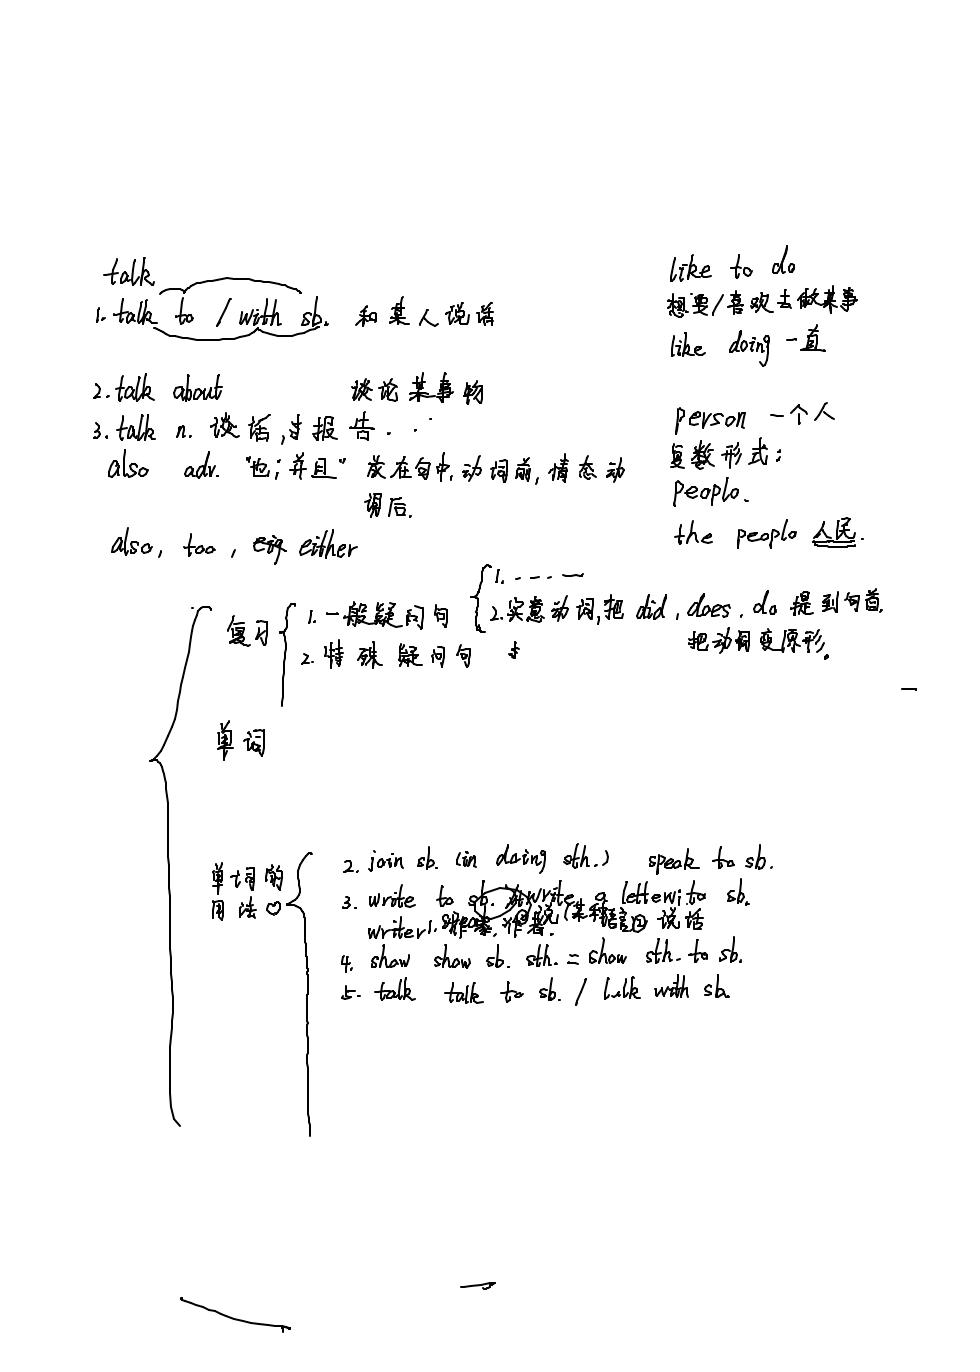 talk
1. talk to / with sb. 和某人说话
2. talk about 谈论某事物
3. talk n. 谈话, 报告. . .
also adv. "也;并且" 放在句中,动词前,情态动
词后.
also, too, either
like to do
想要/喜欢去做某事
like doing 一直
person 一个人
复数形式:
peoplo.
the peoplo 人民.
复习
1. 一般疑问句
2. 特殊疑问句
1. - - - —
2. 实意动词,把 did, does, do 提到句首,
把动词变原形.
单词
单词的
用法♡
2. join sb. (in doing sth.) speak to sb.
3. write to sb. write a letter to sb.
writer 作家,作者.
1. speak 说(某种语言) ② 说话
4. show show sb. sth. = show sth. to sb.
5. talk talk to sb. / talk with sb.